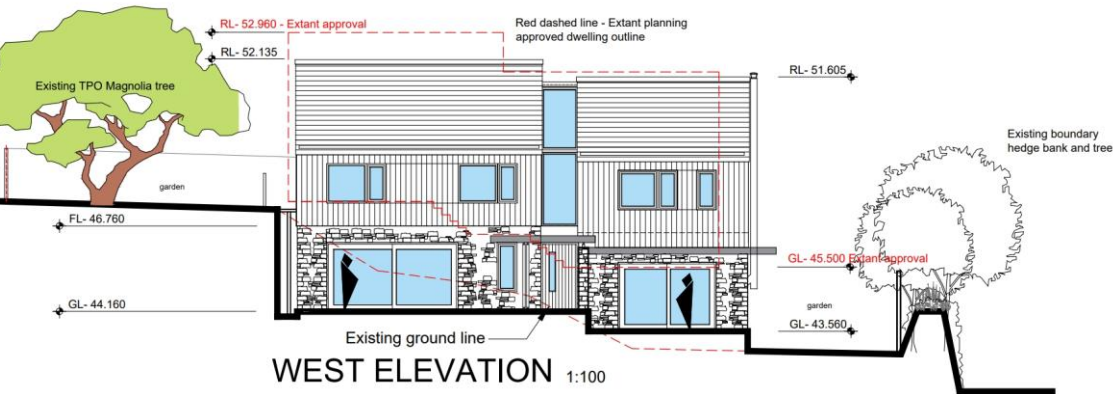 RL- 52.960 - Extant approval
Red dashed line - Extant planning
approved dwelling outline
RL- 52.135
RL- 51.605
Existing TPO Magnolia tree
Existing boundary
hedge bank and tree
garden
FL- 46.760
GL- 45.500 Extant approval
GL- 44.160
garden
GL- 43.560
Existing ground line
WEST ELEVATION 1:100